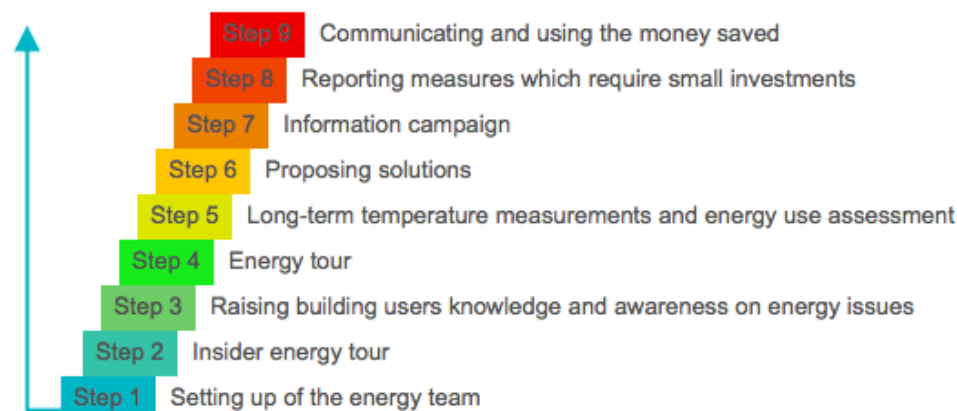 Step 9 Communicating and using the money saved
Step 8 Reporting measures which require small investments
Step 7 Information campaign
Step 6 Proposing solutions
Step 5 Long-term temperature measurements and energy use assessment
Step 4 Energy tour
Step 3 Raising building users knowledge and awareness on energy issues
Step 2 Insider energy tour
Step 1 Setting up of the energy team